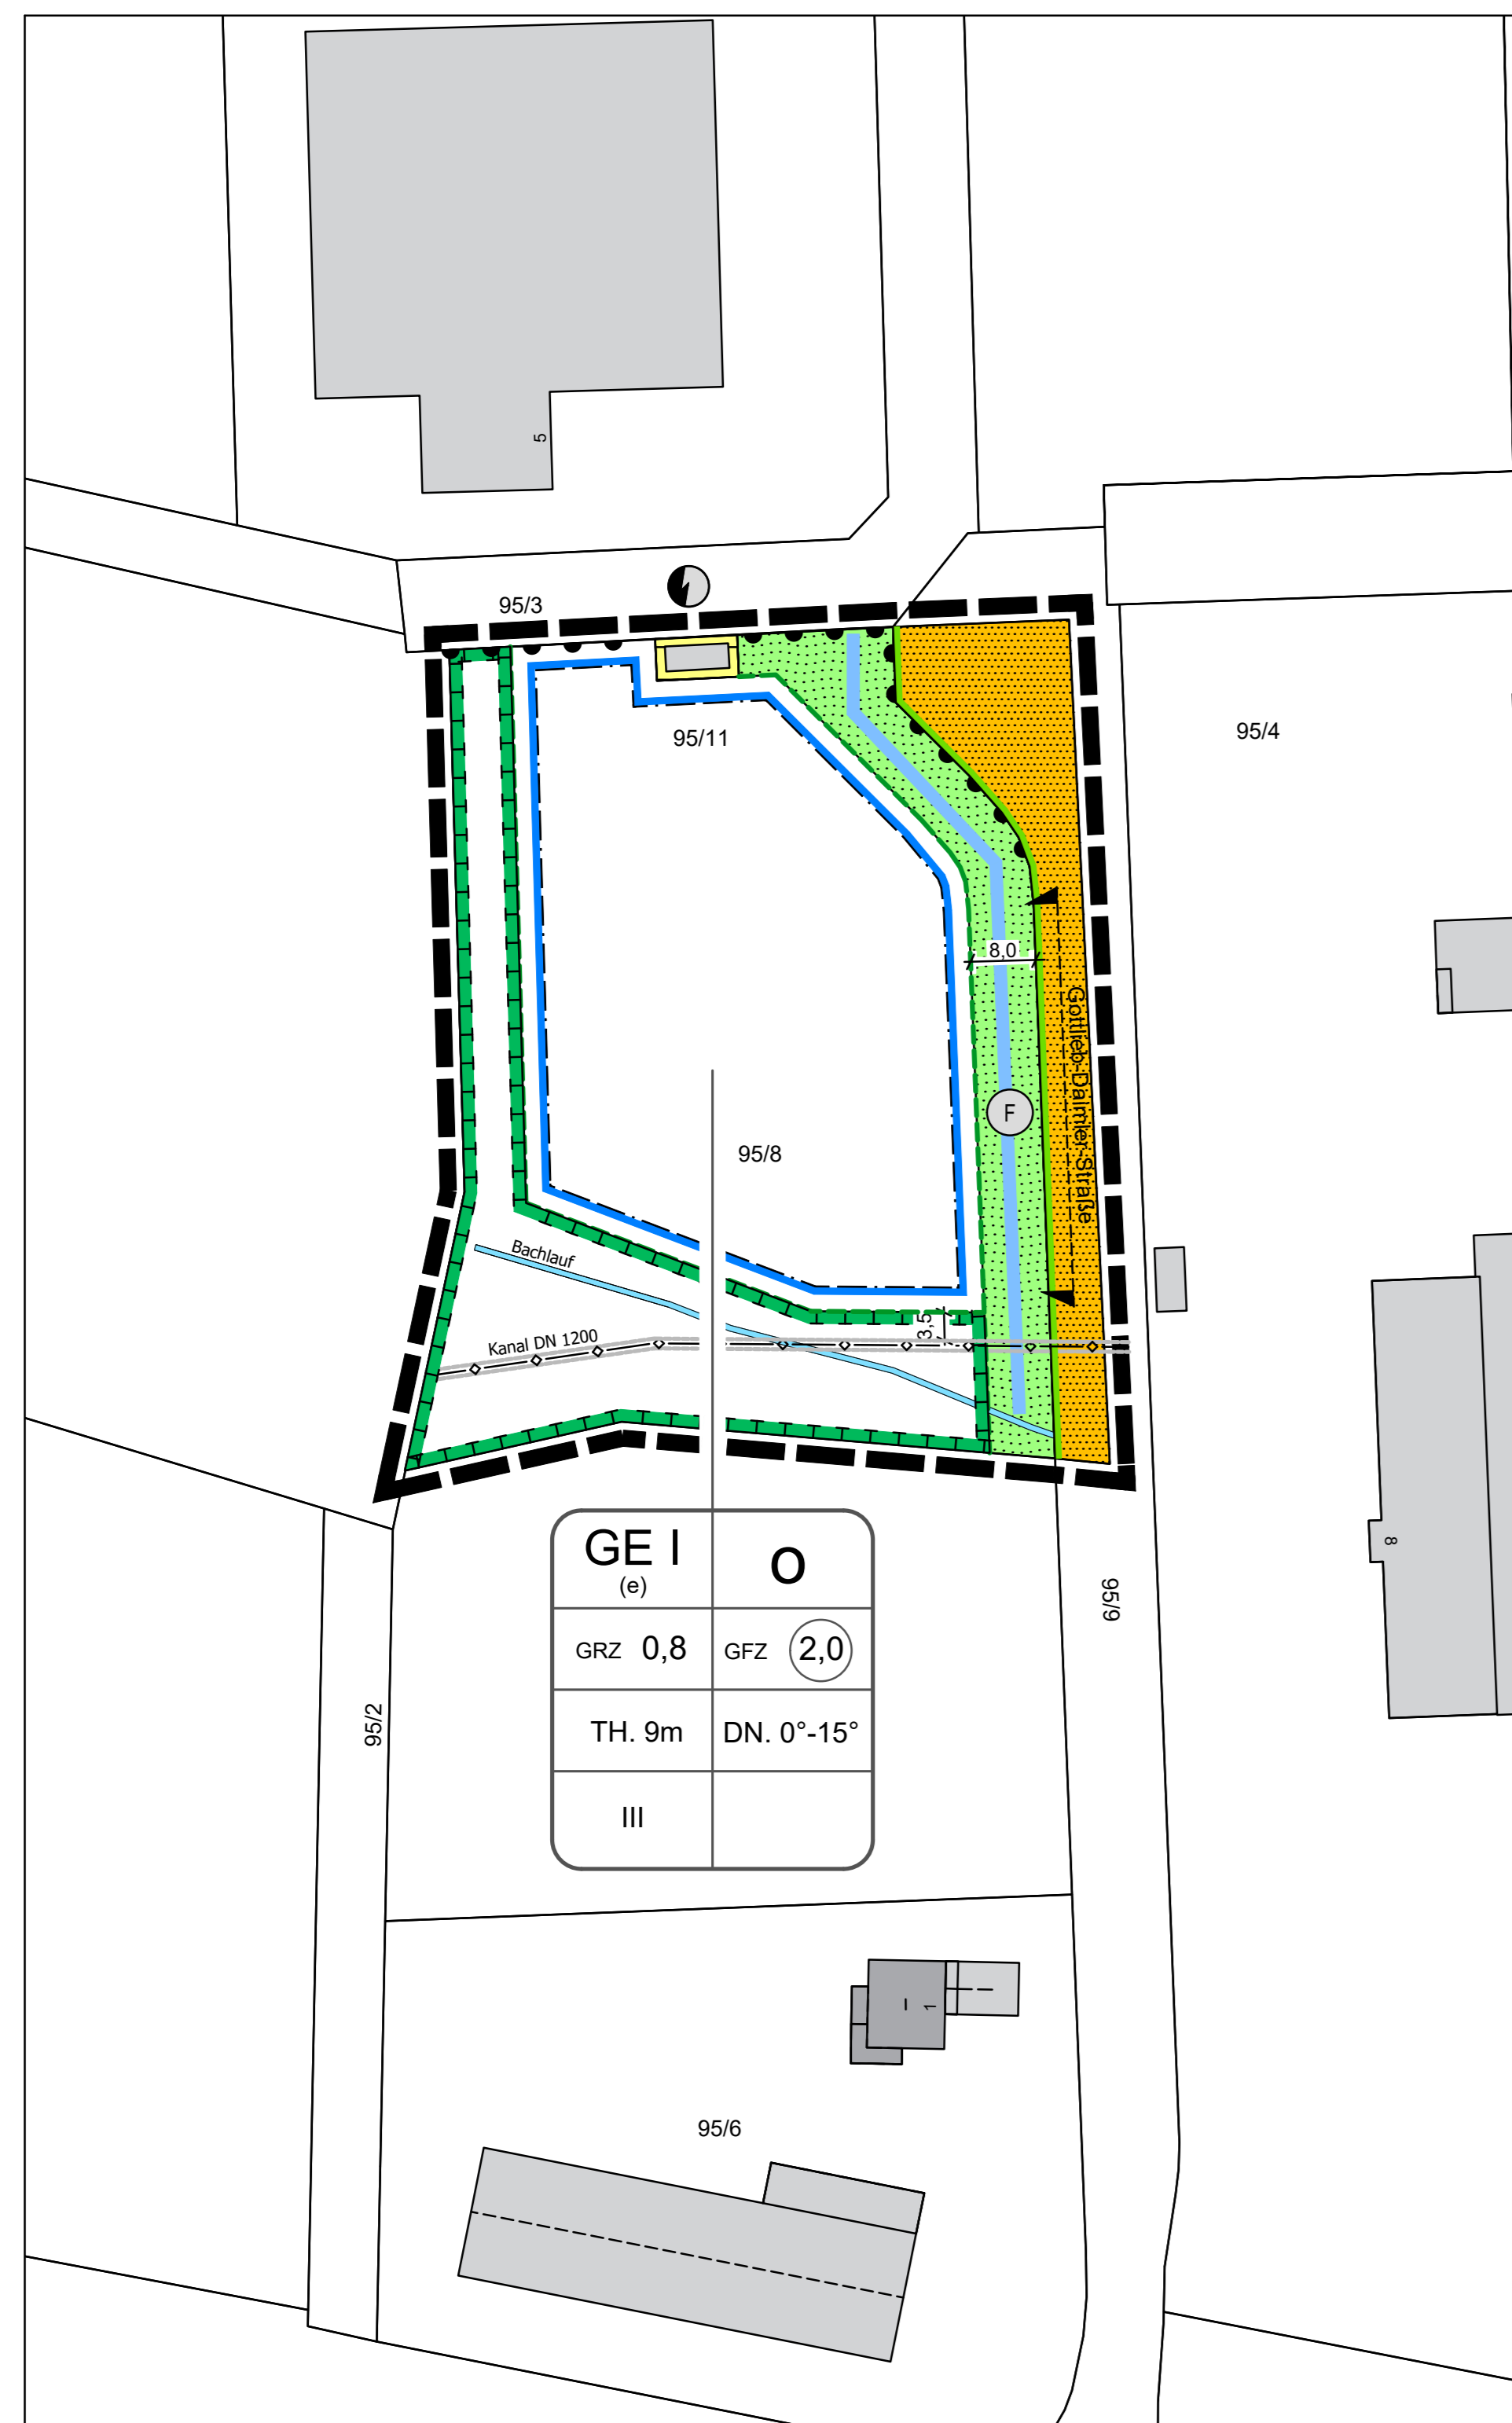 5
95/3
95/4
95/11
8,0
Gottlieb-Daimler-Straße
F
95/8
Bachlauf
3,5
Kanal DN 1200
8
GE I
(e)
o
GRZ 0,8
GFZ 2,0
95/9
TH. 9m
DN. 0°-15°
95/2
III
I
1
I
95/6